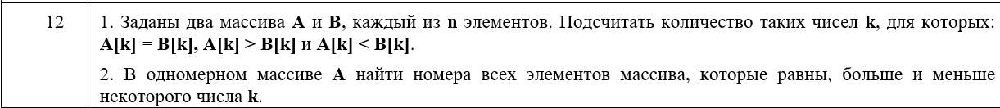 12
1. Заданы два массива A и B, каждый из n элементов. Подсчитать количество таких чисел k, для которых:
A[k] = B[k], A[k] > B[k] и A[k] < B[k].
2. В одномерном массиве A найти номера всех элементов массива, которые равны, больше и меньше
некоторого числа k.